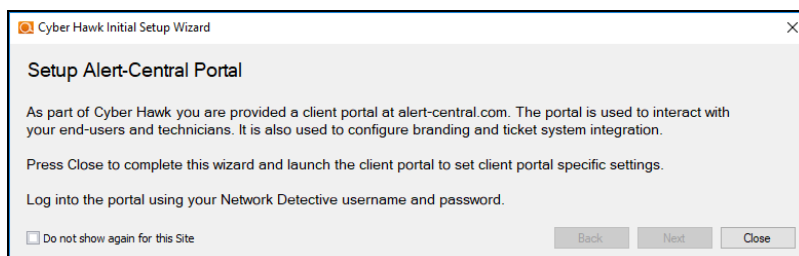 Cyber Hawk Initial Setup Wizard
Setup Alert-Central Portal
As part of Cyber Hawk you are provided a client portal at alert-central.com. The portal is used to interact with
your end-users and technicians. It is also used to configure branding and ticket system integration.
Press Close to complete this wizard and launch the client portal to set client portal specific settings.
Log into the portal using your Network Detective username and password.
Do not show again for this Site
Back Next Close